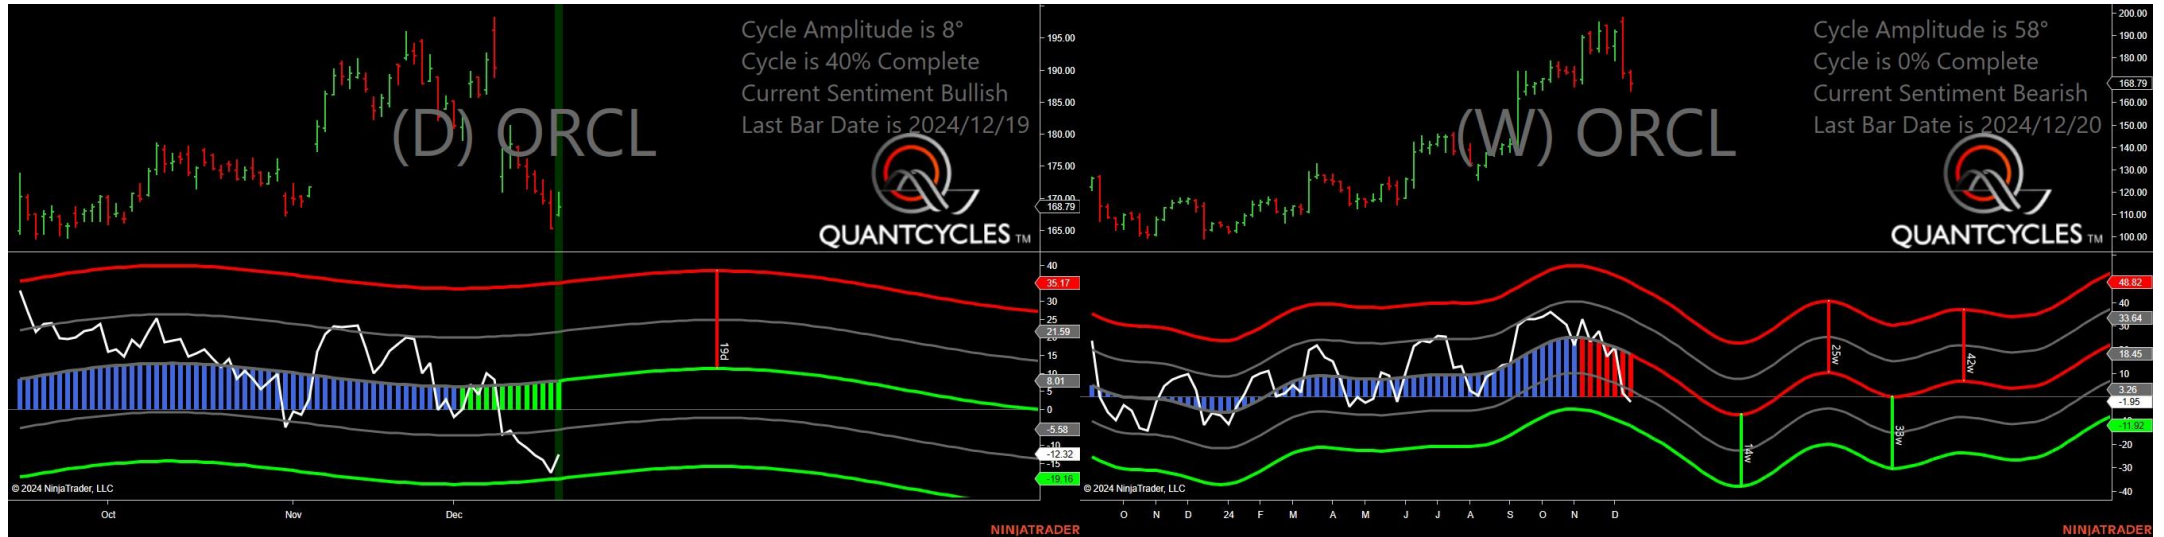 Cycle Amplitude is 8°
Cycle is 40% Complete
Current Sentiment Bullish
Last Bar Date is 2024/12/19
(D) ORCL
QUANTCYCLES TM
195.00
190.00
185.00
180.00
175.00
170.00
168.79
165.00
40
35.17
30
21.59
15
10
8.01
5
0
-5.58
-10
-12.32
-15
-19.16
19d
© 2024 NinjaTrader, LLC
Oct Nov Dec
NINJATRADER
Cycle Amplitude is 58°
Cycle is 0% Complete
Current Sentiment Bearish
Last Bar Date is 2024/12/20
(W) ORCL
QUANTCYCLES TM
200.00
190.00
180.00
168.79
160.00
150.00
140.00
130.00
120.00
110.00
100.00
48.82
40
33.64
30
18.45
10
3.26
-1.95
-11.92
-20
-30
-40
14w
25w
38w
42w
© 2024 NinjaTrader, LLC
O N D 24 F M A M J J A S O N D
NINJATRADER